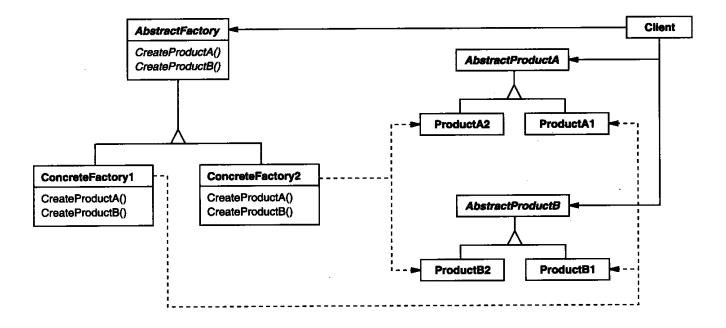 AbstractFactory
CreateProductA()
CreateProductB()
Client
AbstractProductA
ProductA2
ProductA1
ConcreteFactory1
CreateProductA()
CreateProductB()
ConcreteFactory2
CreateProductA()
CreateProductB()
AbstractProductB
ProductB2
ProductB1